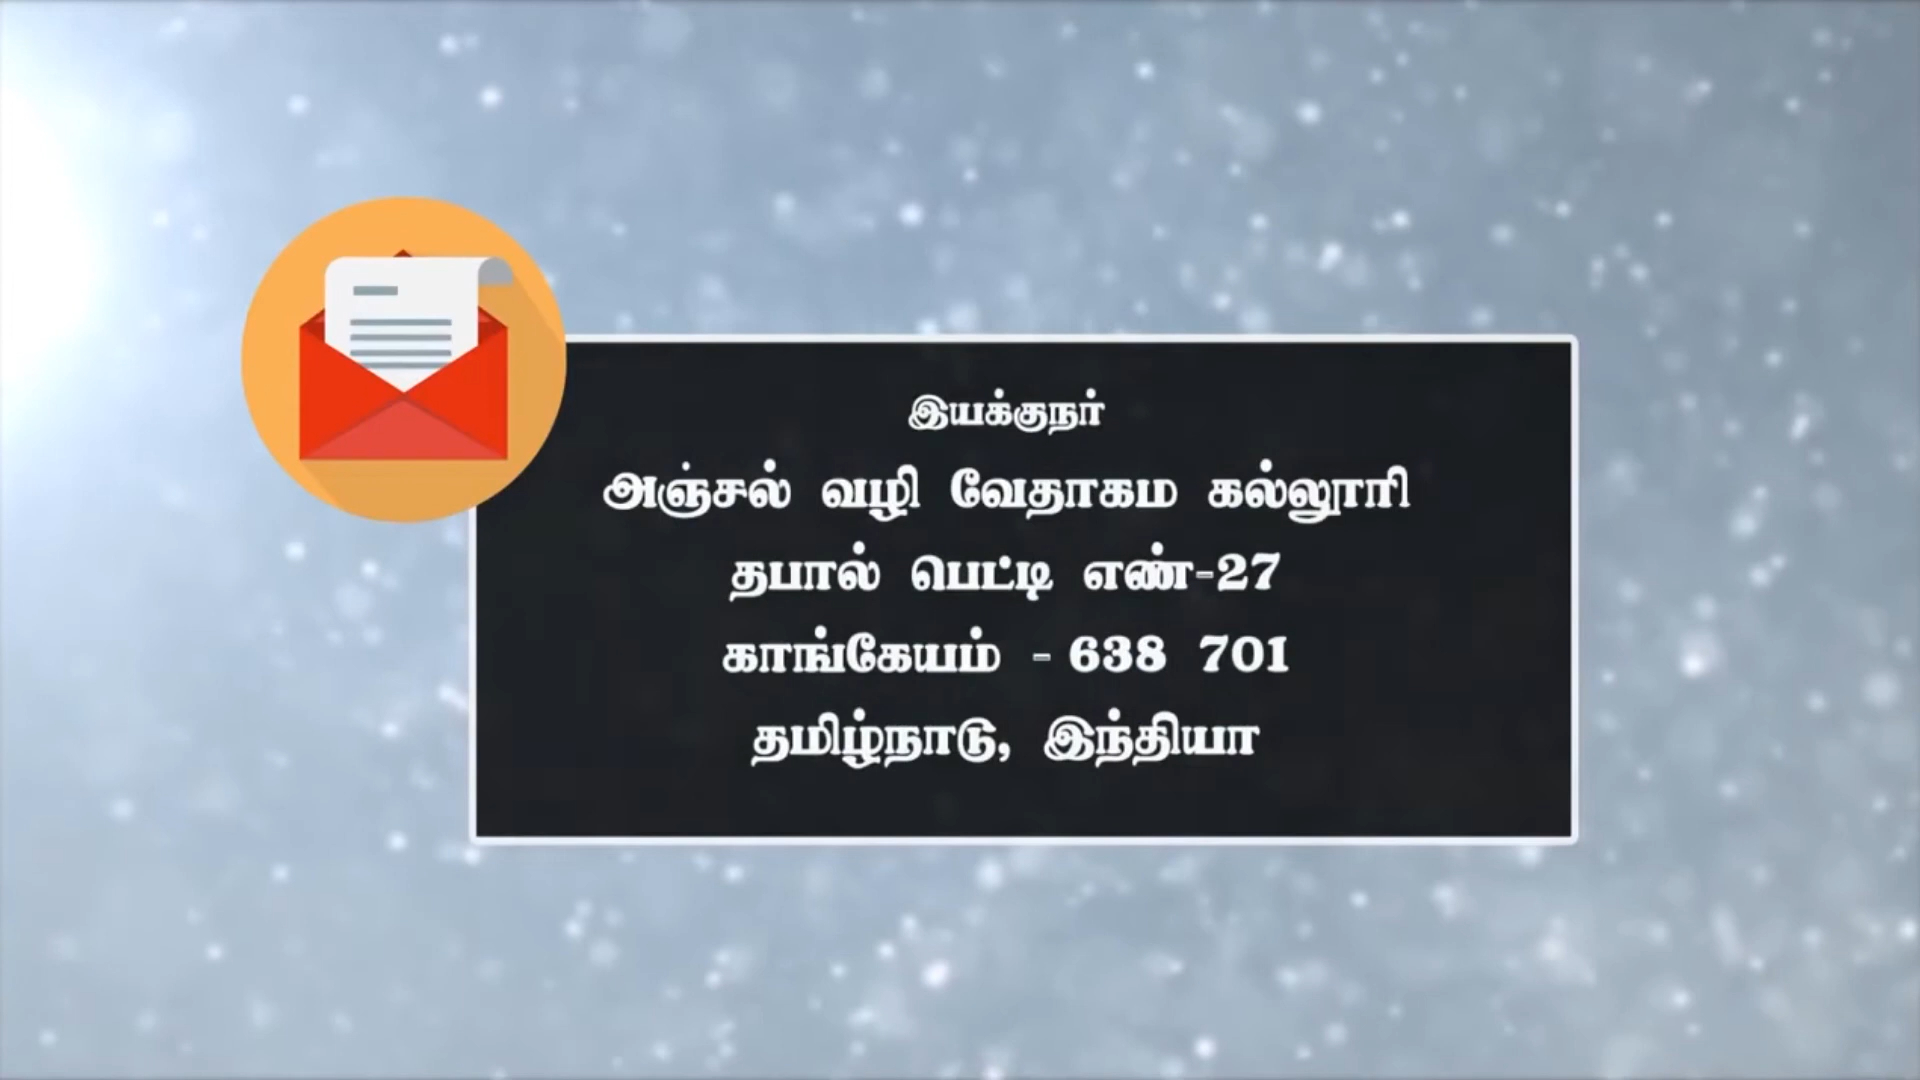 இயக்குநர்
அஞ்சல் வழி வேதாகம கல்லூரி
தபால் பெட்டி எண்-27
காங்கேயம் - 638 701
தமிழ்நாடு, இந்தியா